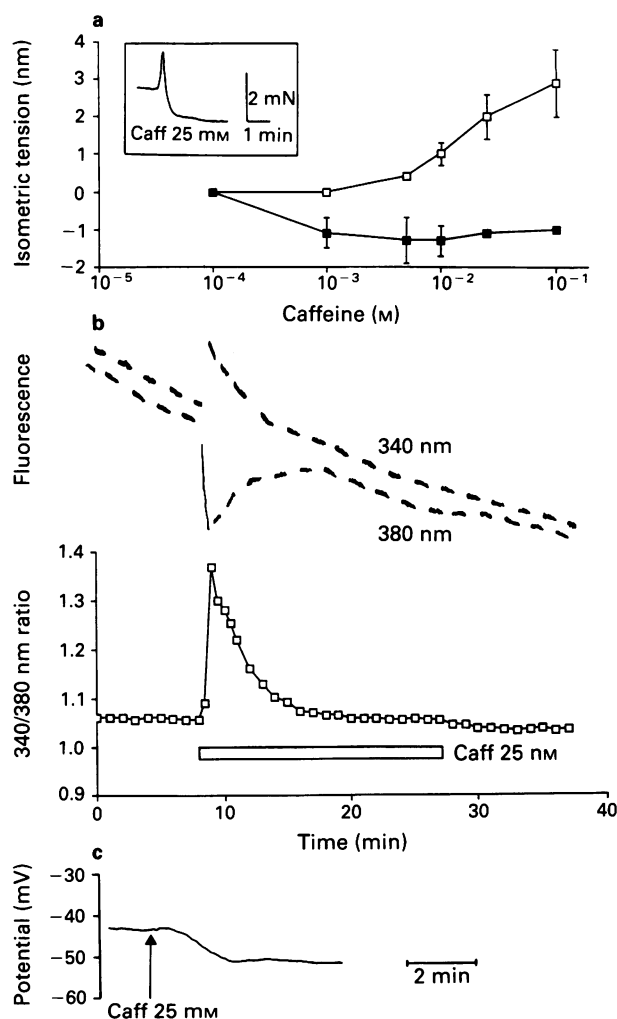 a
Isometric tension (nm)
4
3
2
1
0
−1
−2
Caff 25 mM
2 mN
1 min
10⁻⁵
10⁻⁴
10⁻³
10⁻²
10⁻¹
Caffeine (M)
b
Fluorescence
340 nm
380 nm
340/380 nm ratio
1.4
1.3
1.2
1.1
1.0
0.9
Caff 25 nM
0
10
20
30
40
Time (min)
c
Potential (mV)
−30
−40
−50
−60
2 min
Caff 25 mM